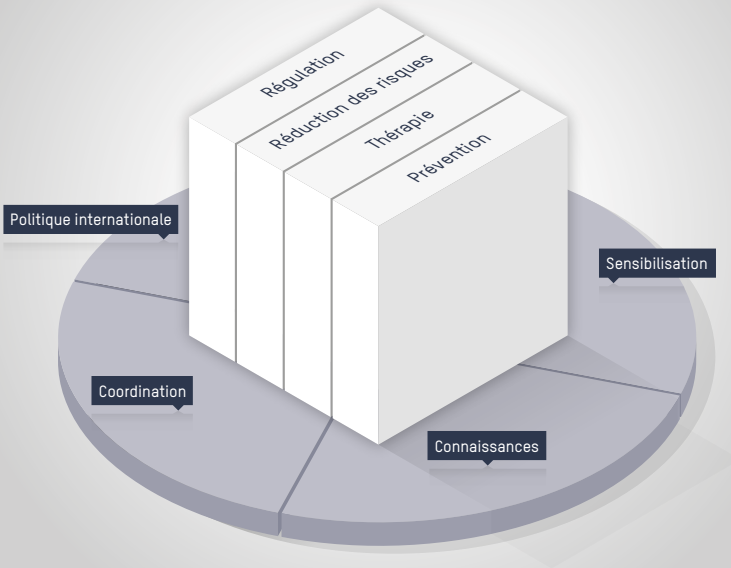 Régulation
Réduction des risques
Thérapie
Prévention
Politique internationale
Sensibilisation
Coordination
Connaissances